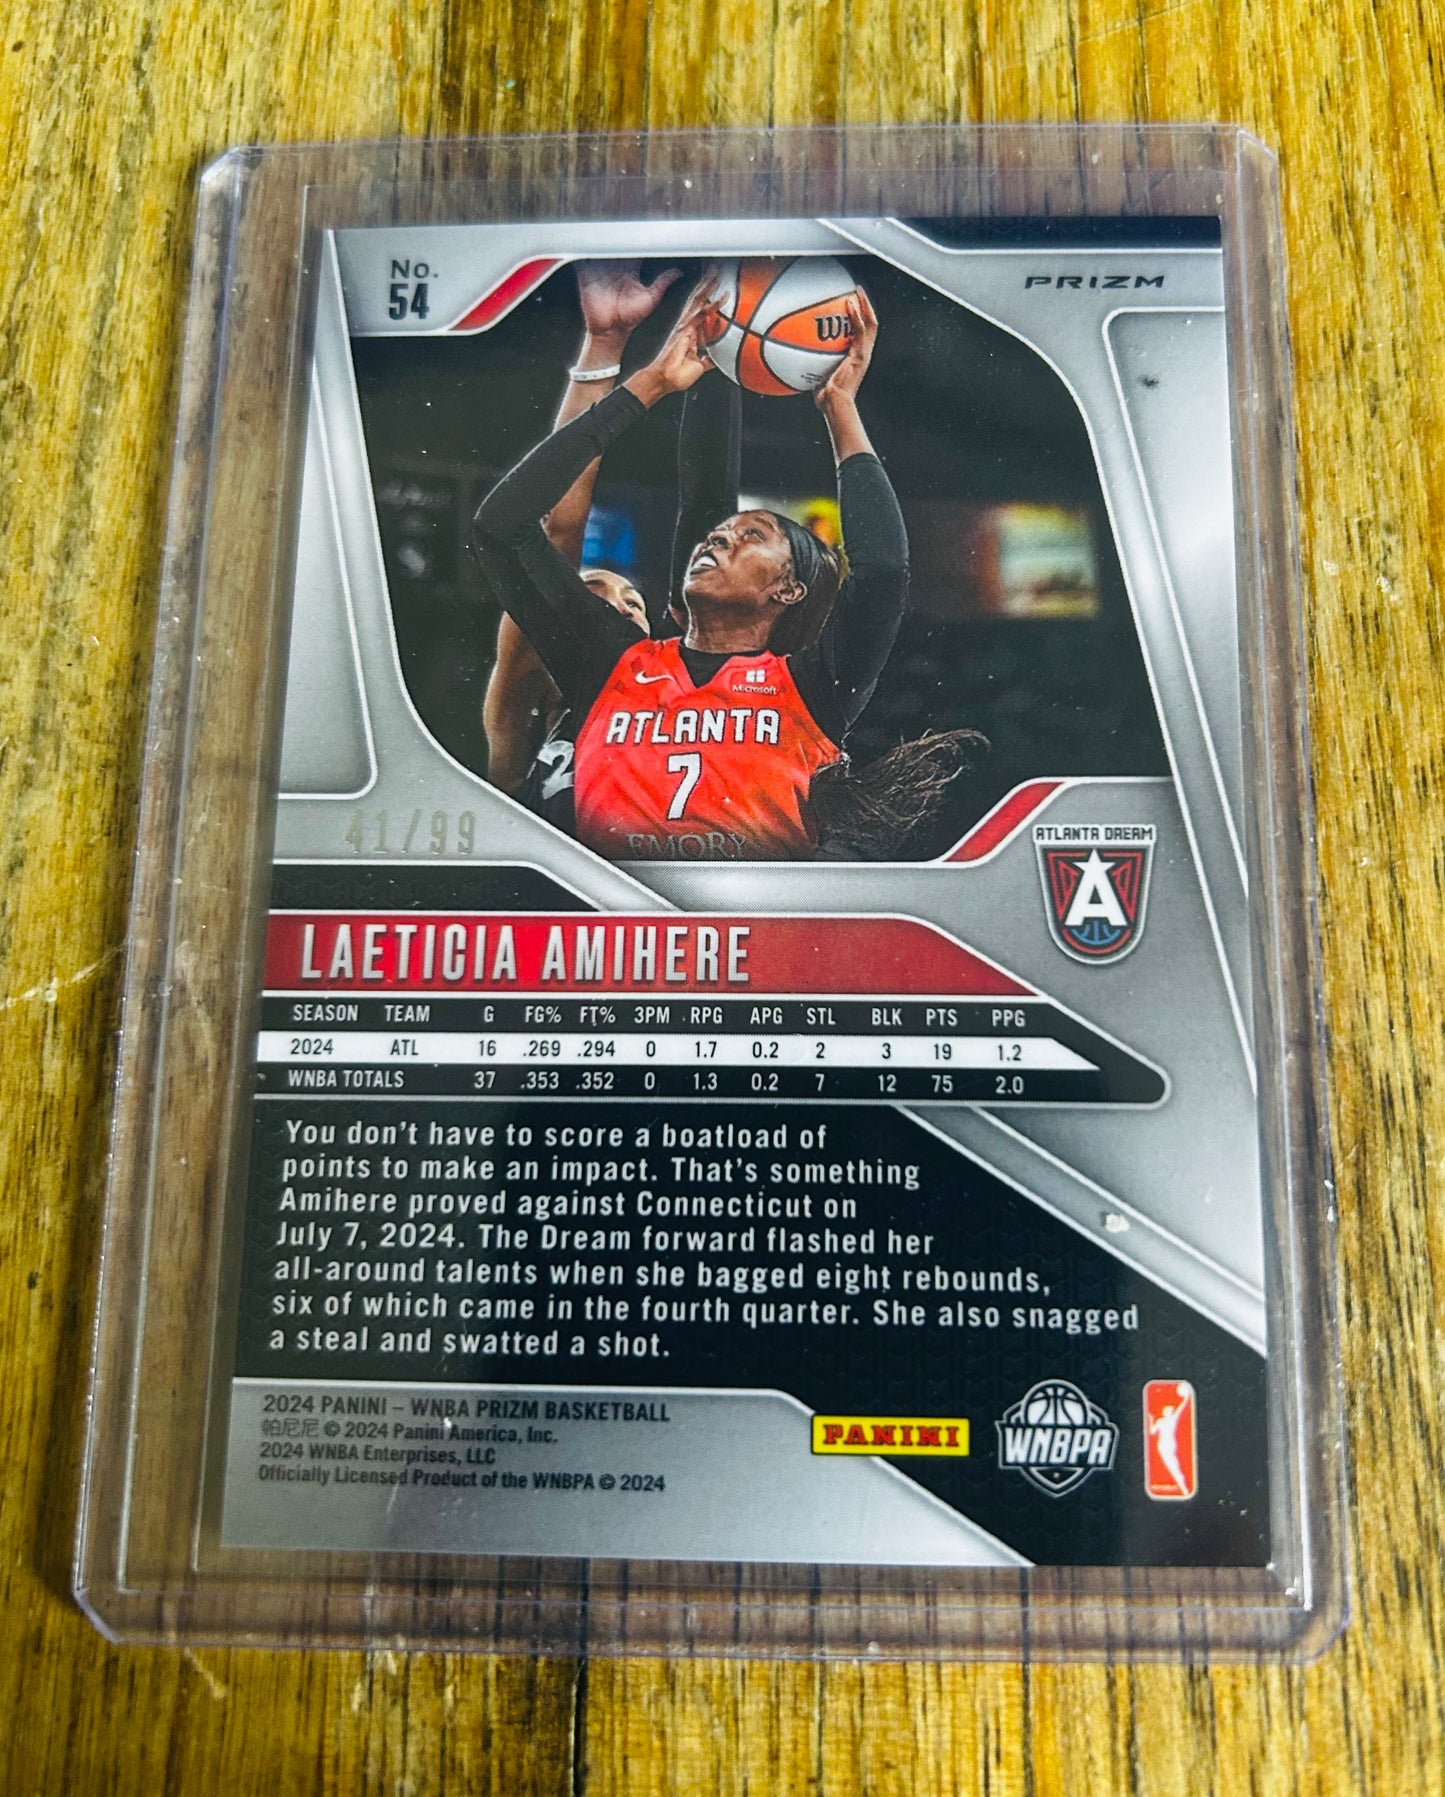 No.
54
PRIZM
Wil
Microsoft
ATLANTA
7
2
EMORY
41/99
ATLANTA DREAM
A
LAETICIA AMIHERE
SEASON TEAM G FG% FT% 3PM RPG APG STL BLK PTS PPG
2024 ATL 16 .269 .294 0 1.7 0.2 2 3 19 1.2
WNBA TOTALS 37 .353 .352 0 1.3 0.2 7 12 75 2.0
You don't have to score a boatload of
points to make an impact. That's something
Amihere proved against Connecticut on
July 7, 2024. The Dream forward flashed her
all-around talents when she bagged eight rebounds,
six of which came in the fourth quarter. She also snagged
a steal and swatted a shot.
2024 PANINI – WNBA PRIZM BASKETBALL
帕尼尼 © 2024 Panini America, Inc.
2024 WNBA Enterprises, LLC
Officially Licensed Product of the WNBPA © 2024
PANINI
WNBPA